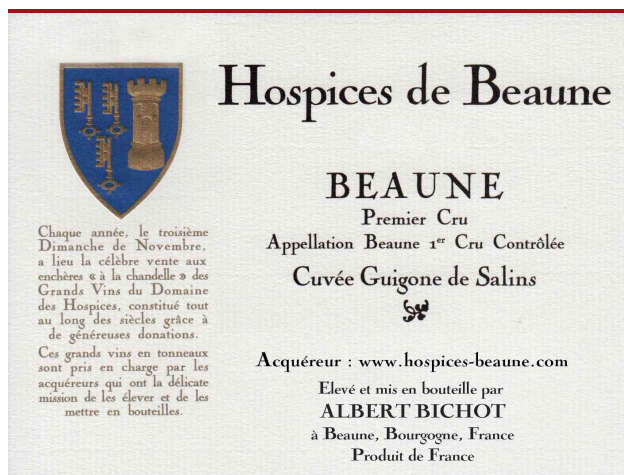 Hospices de Beaune
BEAUNE
Premier Cru
Appellation Beaune 1er Cru Contrôlée
Cuvée Guigone de Salins
Acquéreur : www.hospices-beaune.com
Elevé et mis en bouteille par
ALBERT BICHOT
à Beaune, Bourgogne, France
Produit de France
Chaque année, le troisième
Dimanche de Novembre,
a lieu la célèbre vente aux
enchères « à la chandelle » des
Grands Vins du Domaine
des Hospices, constitué tout
au long des siècles grâce à
de généreuses donations.
Ces grands vins en tonneaux
sont pris en charge par les
acquéreurs qui ont la délicate
mission de les élever et de les
mettre en bouteilles.